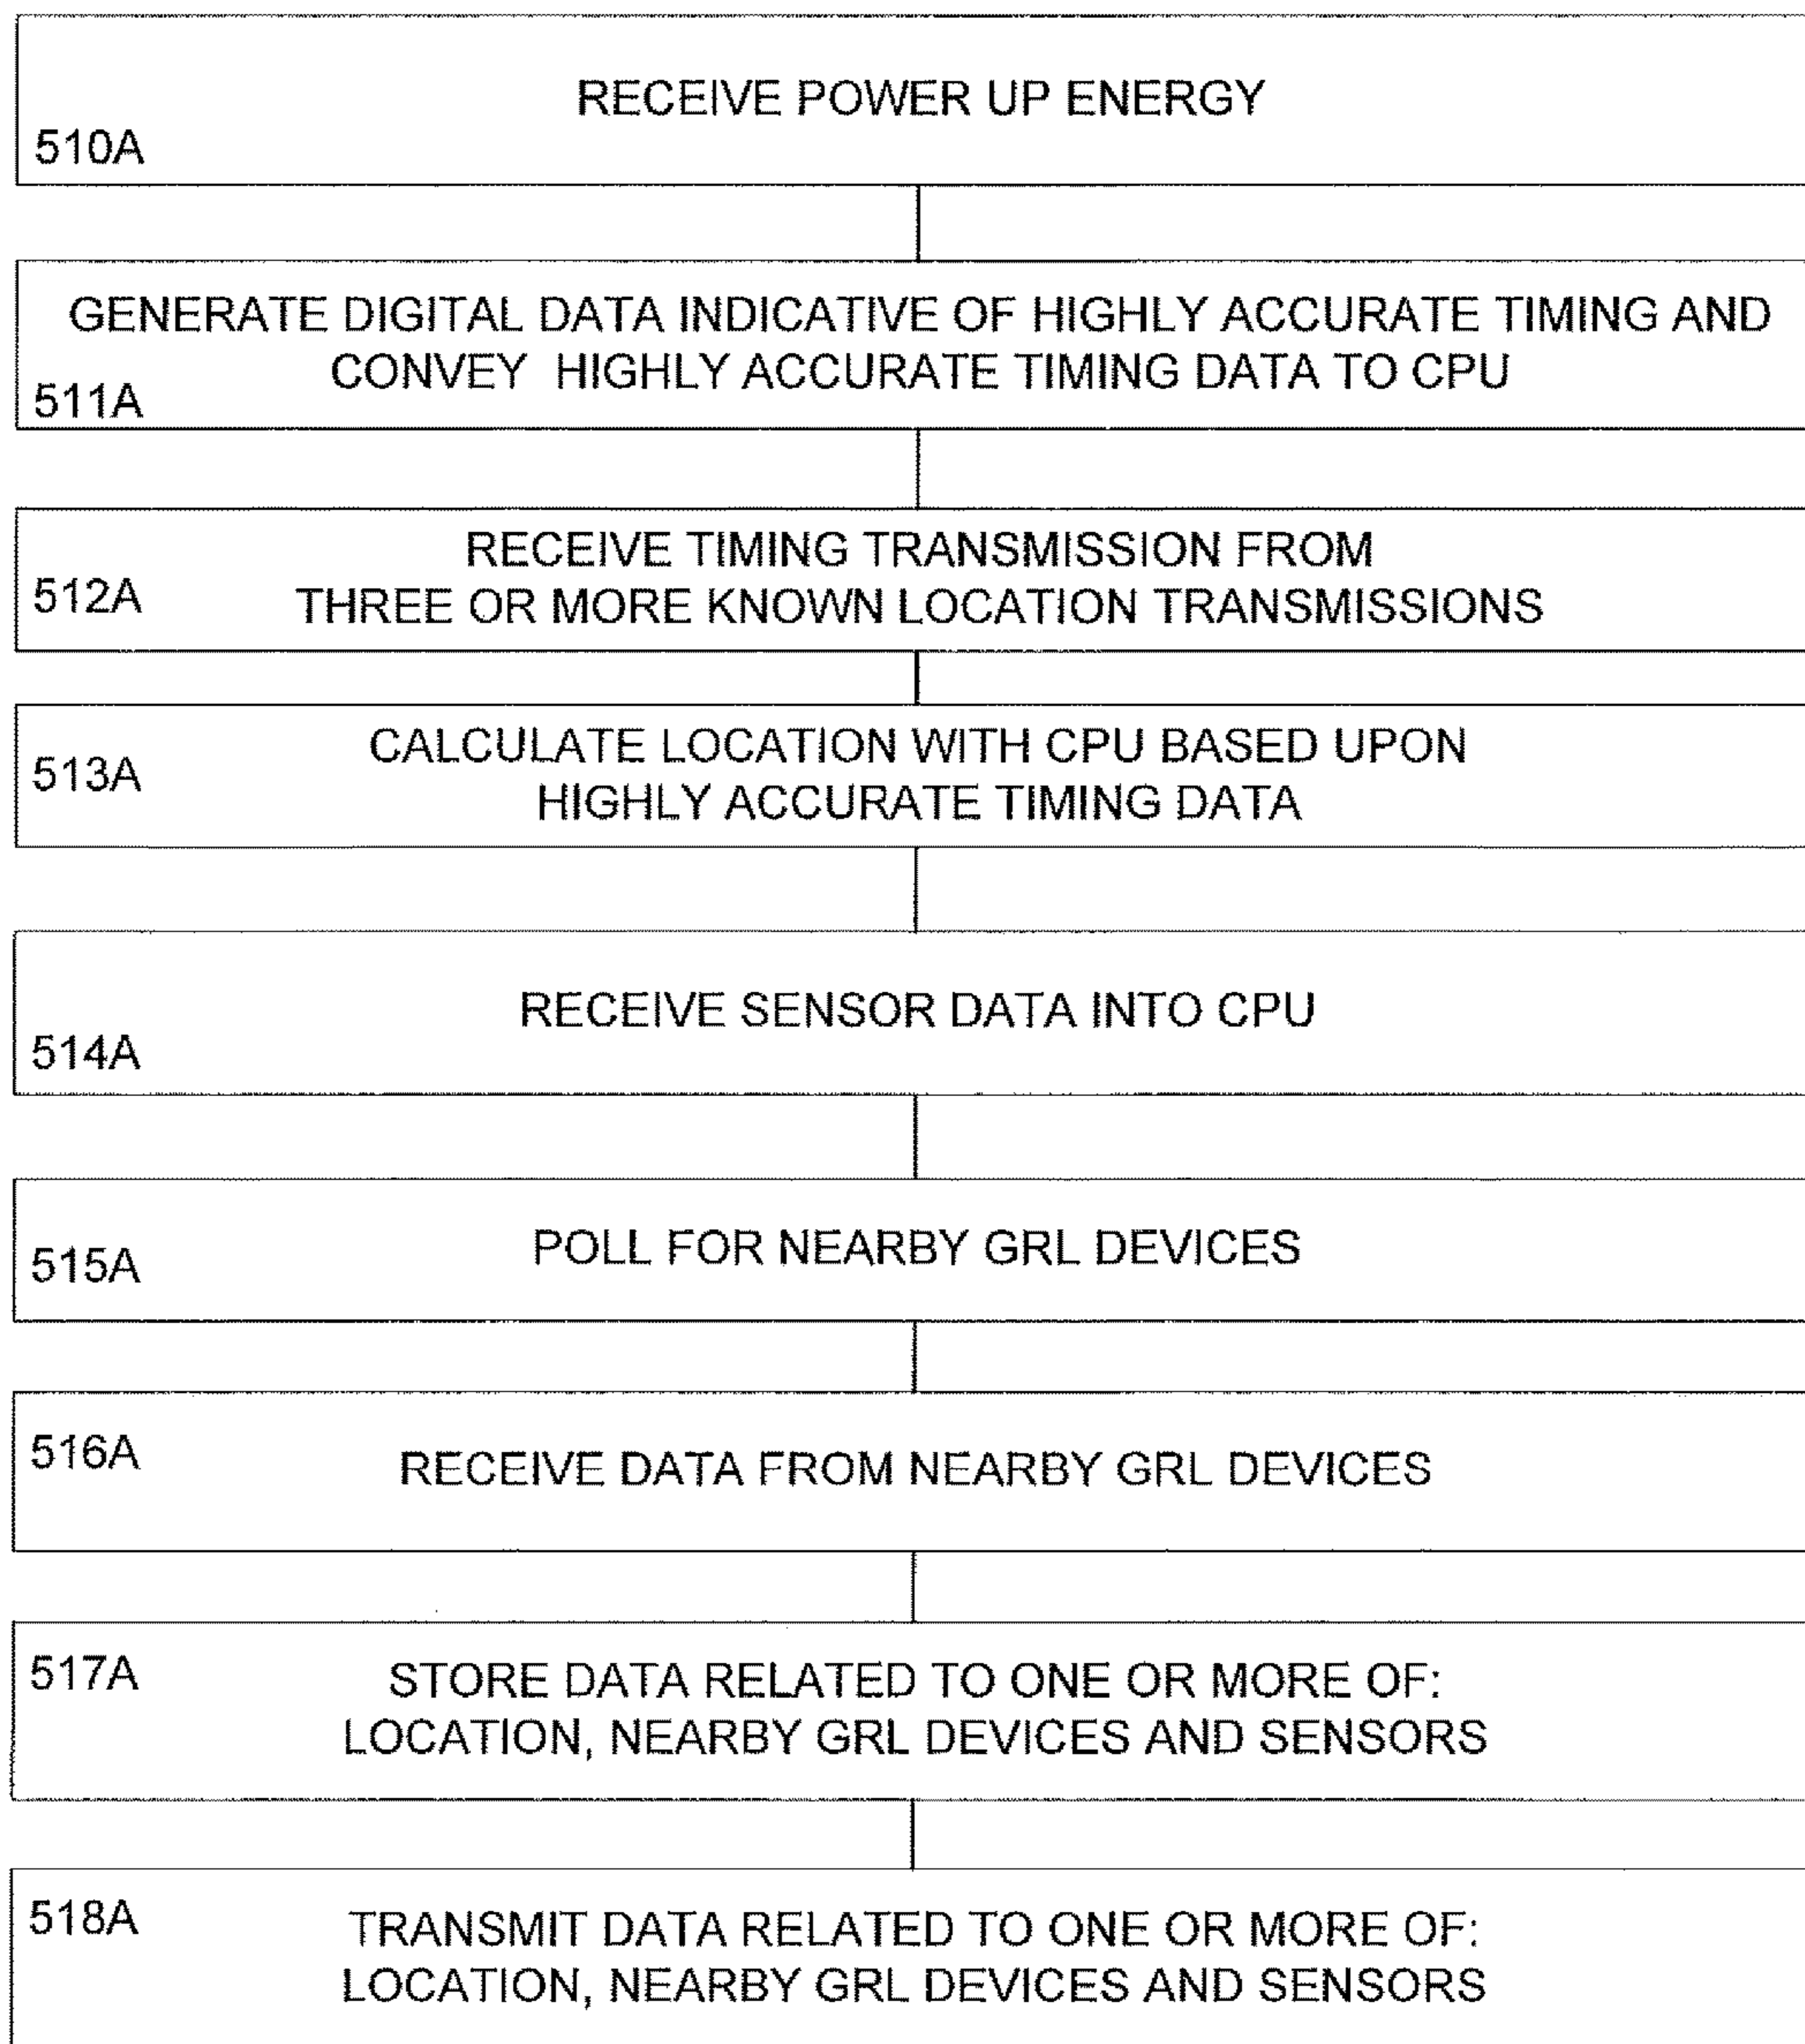 RECEIVE POWER UP ENERGY
510A
GENERATE DIGITAL DATA INDICATIVE OF HIGHLY ACCURATE TIMING AND
CONVEY HIGHLY ACCURATE TIMING DATA TO CPU
511A
RECEIVE TIMING TRANSMISSION FROM
512A
THREE OR MORE KNOWN LOCATION TRANSMISSIONS
CALCULATE LOCATION WITH CPU BASED UPON
513A
HIGHLY ACCURATE TIMING DATA
RECEIVE SENSOR DATA INTO CPU
514A
POLL FOR NEARBY GRL DEVICES
515A
516A
RECEIVE DATA FROM NEARBY GRL DEVICES
517A
STORE DATA RELATED TO ONE OR MORE OF:
LOCATION, NEARBY GRL DEVICES AND SENSORS
518A
TRANSMIT DATA RELATED TO ONE OR MORE OF:
LOCATION, NEARBY GRL DEVICES AND SENSORS